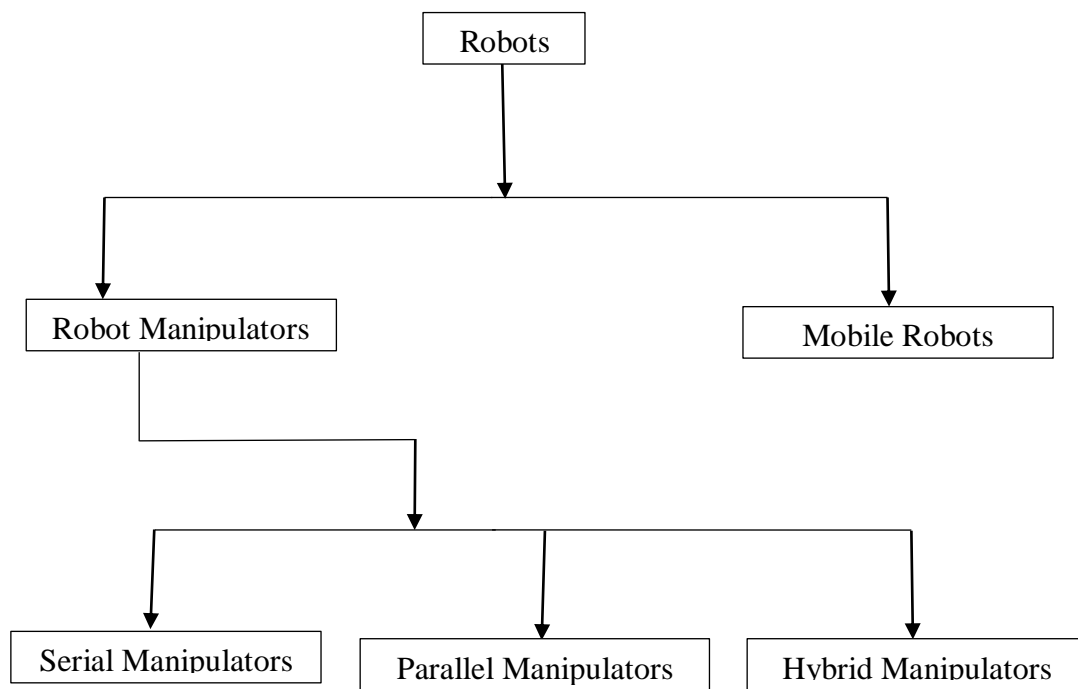 Robots
Robot Manipulators
Mobile Robots
Serial Manipulators
Parallel Manipulators
Hybrid Manipulators